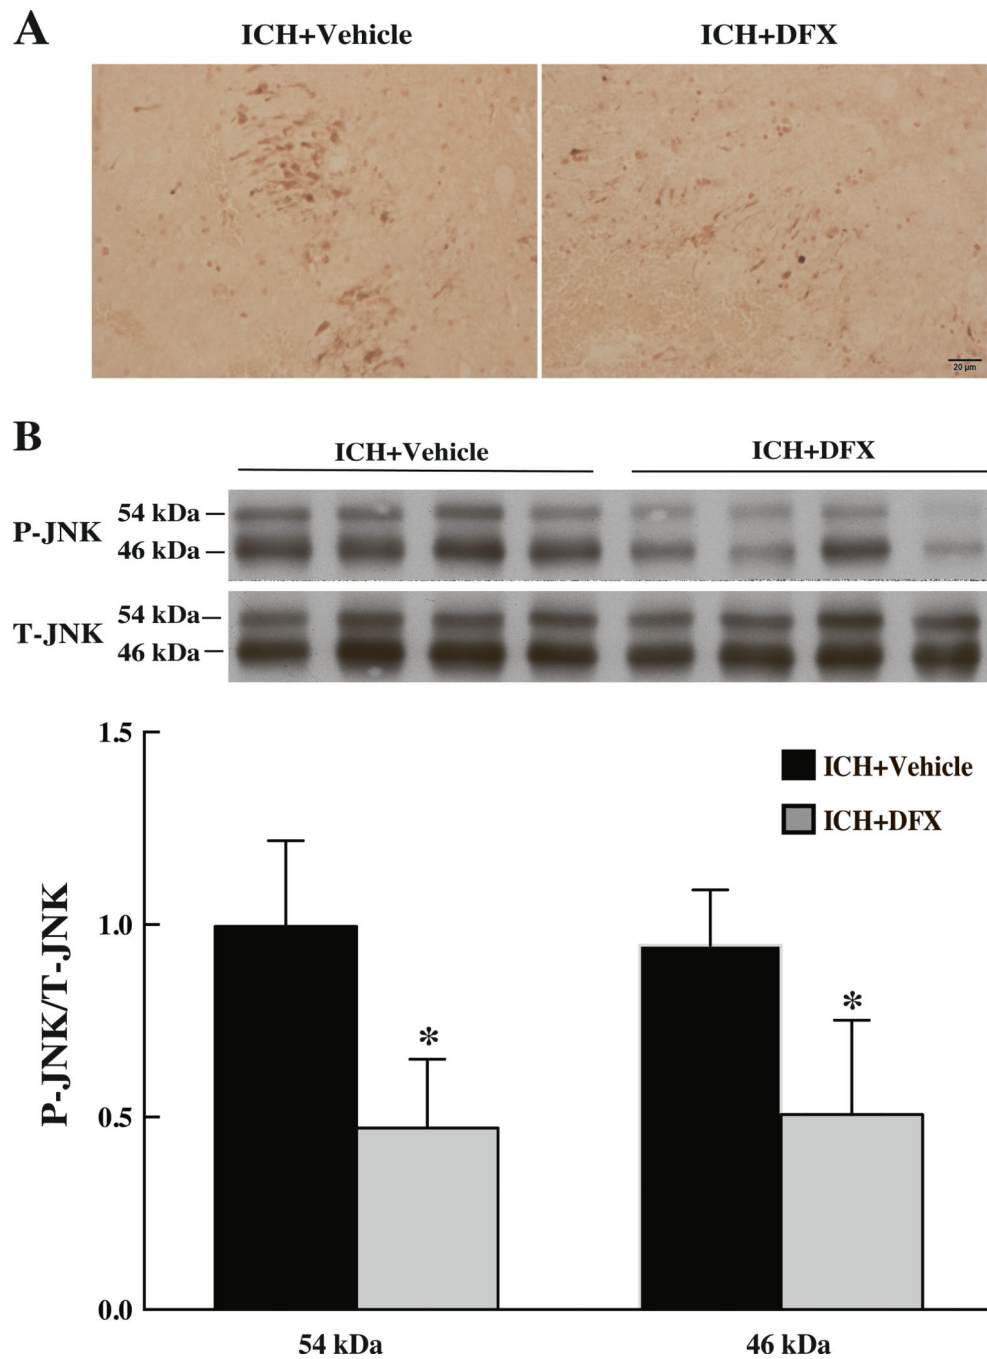 A
ICH+Vehicle ICH+DFX
20 µm
B
ICH+Vehicle ICH+DFX
P-JNK
54 kDa
46 kDa
T-JNK
54 kDa
46 kDa
1.5
1.0
0.5
0.0
P-JNK/T-JNK
ICH+Vehicle
ICH+DFX
*
*
54 kDa 46 kDa